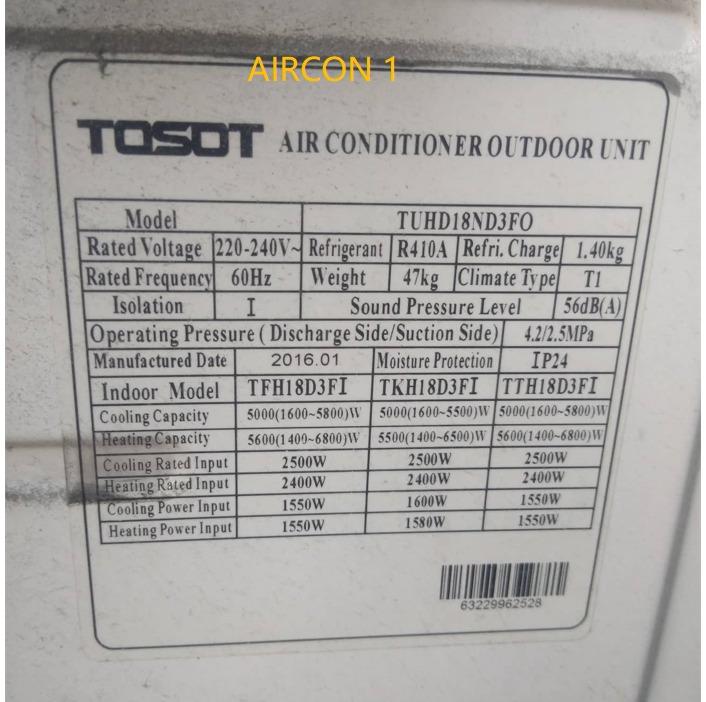 AIRCON 1
TOSOT AIR CONDITIONER OUTDOOR UNIT
Model TUHD18ND3FO
Rated Voltage 220-240V~ Refrigerant R410A Refri. Charge 1.40kg
Rated Frequency 60Hz Weight 47kg Climate Type T1
Isolation I Sound Pressure Level 56dB(A)
Operating Pressure ( Discharge Side/Suction Side) 4.2/2.5MPa
Manufactured Date 2016.01 Moisture Protection IP24
Indoor Model TFH18D3FI TKH18D3FI TTH18D3FI
Cooling Capacity 5000(1600~5800)W 5000(1600~5500)W 5000(1600~5800)W
Heating Capacity 5600(1400~6800)W 5500(1400~6500)W 5600(1400~6800)W
Cooling Rated Input 2500W 2500W 2500W
Heating Rated Input 2400W 2400W 2400W
Cooling Power Input 1550W 1600W 1550W
Heating Power Input 1550W 1580W 1550W
63229962528